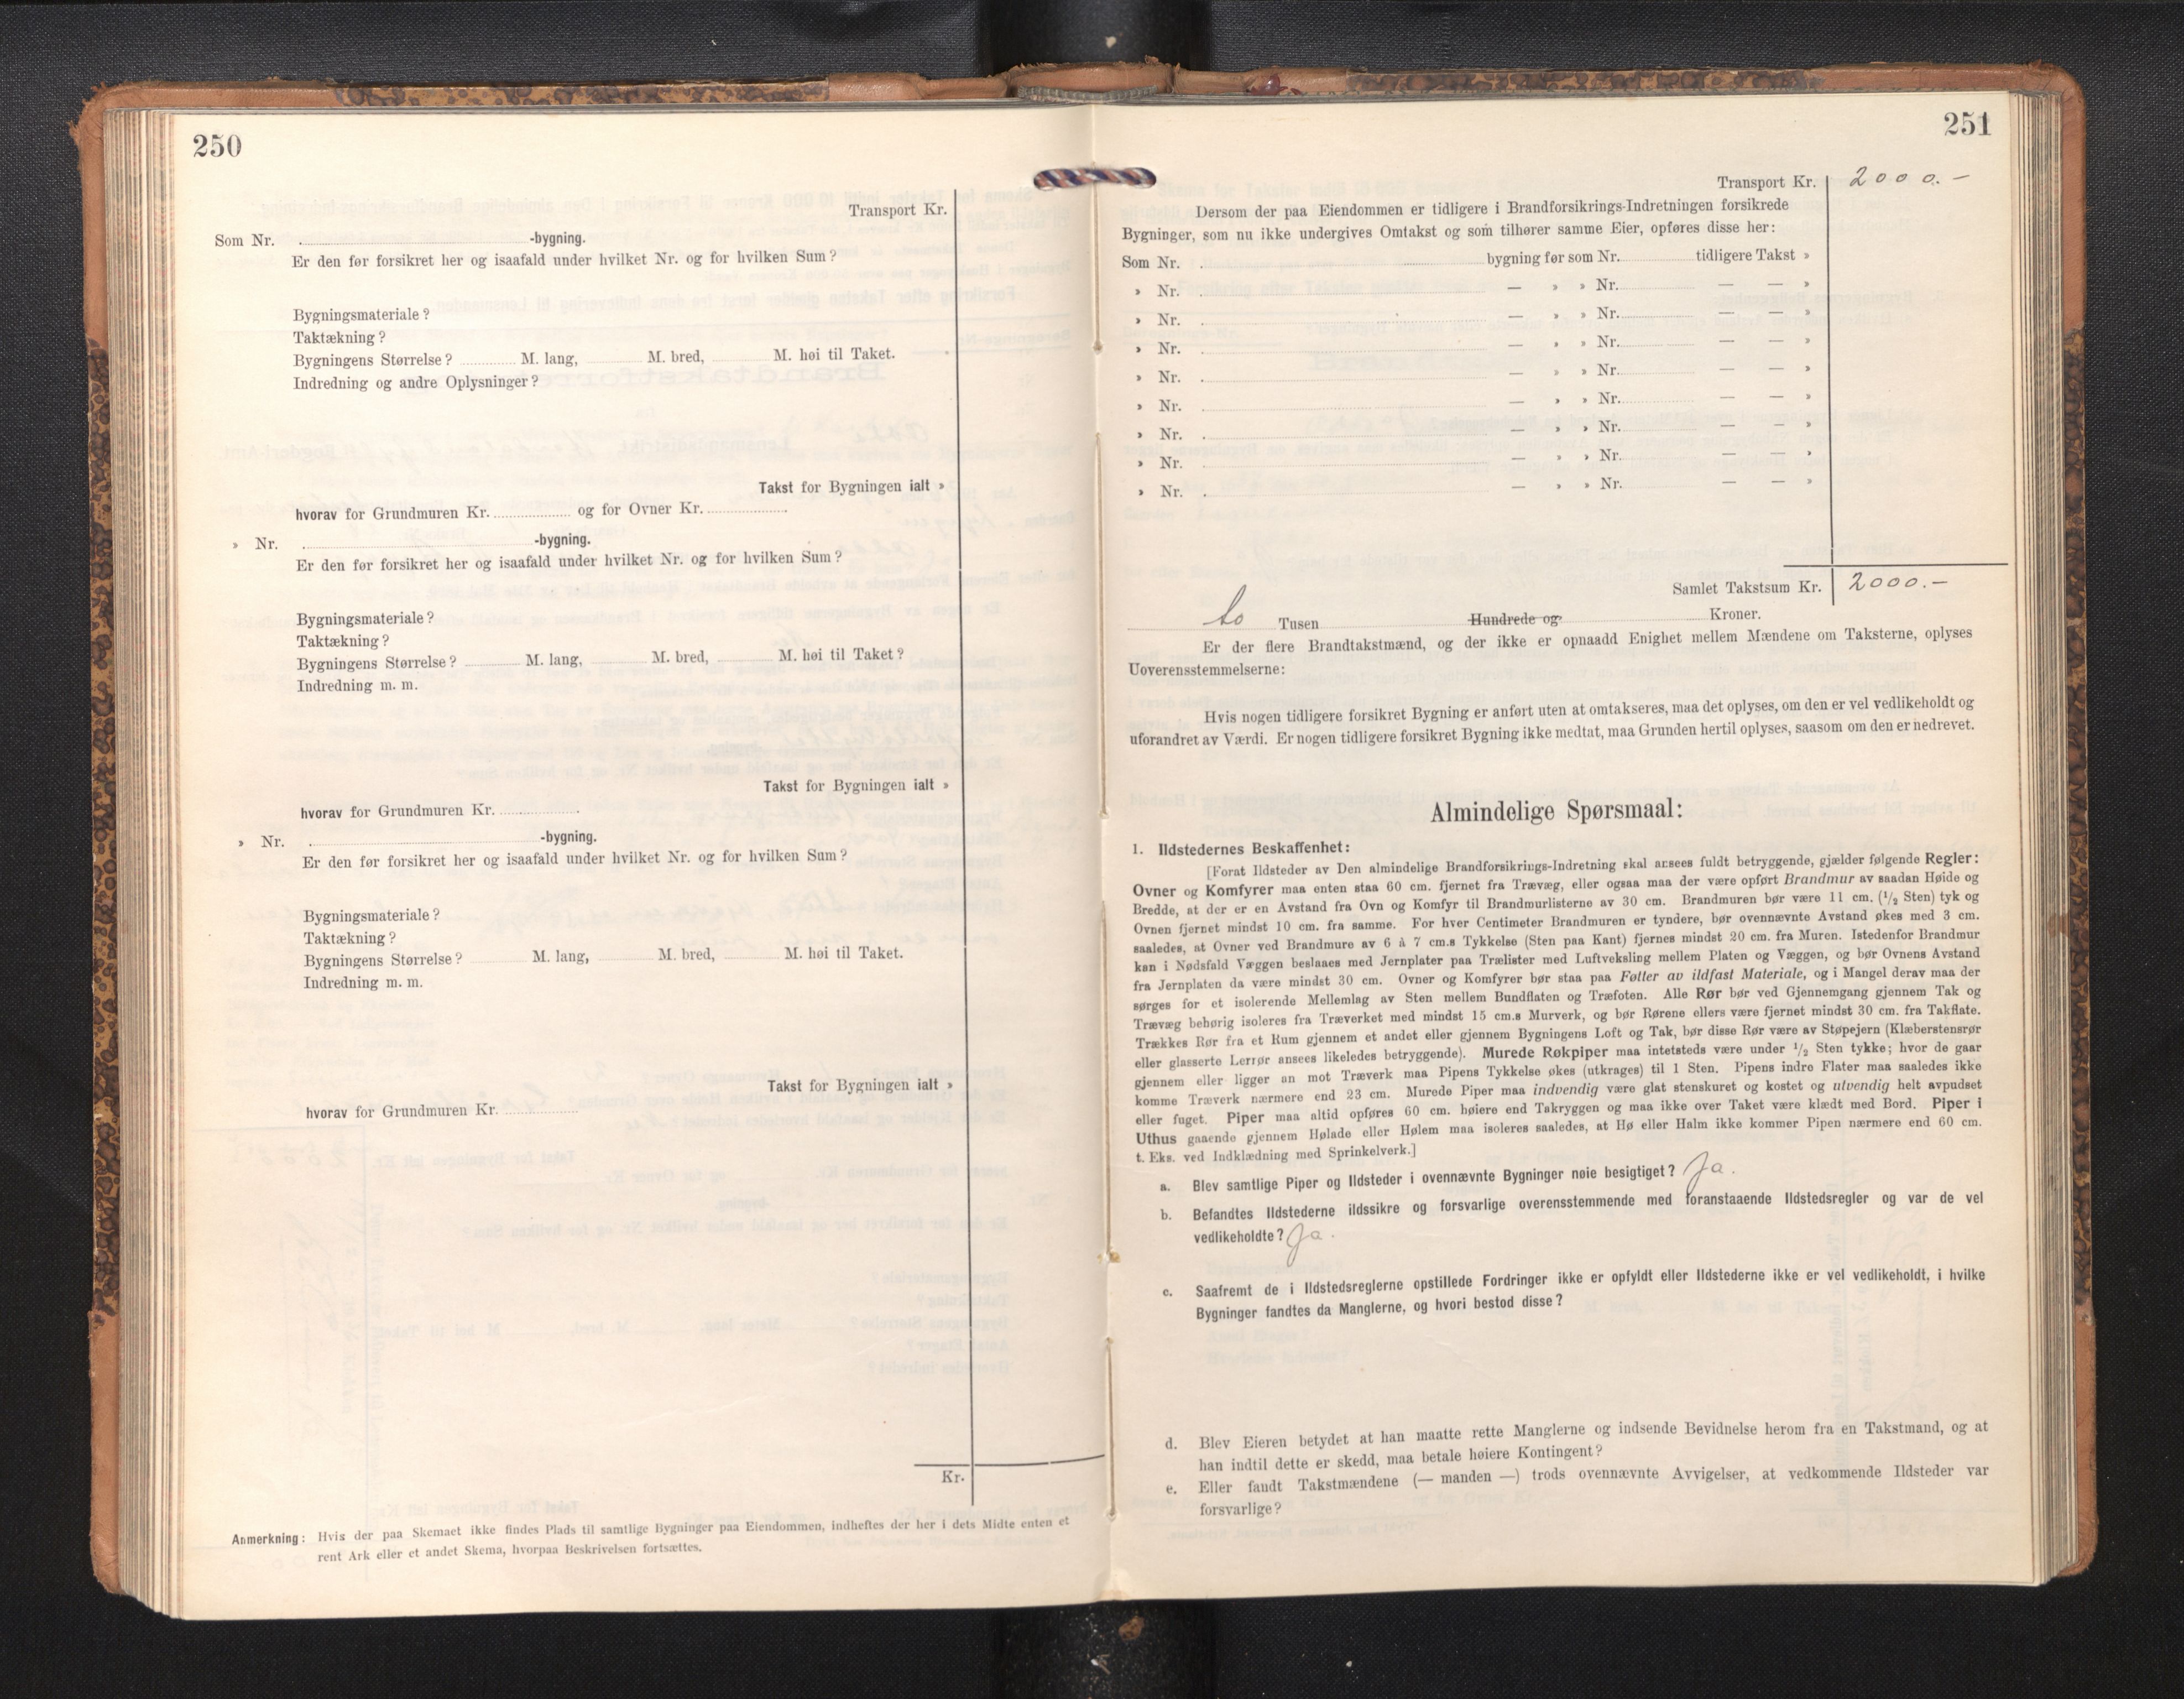 250
Transport Kr.
Som Nr. -bygning.
Er den før forsikret her og isaafald under hvilket Nr. og for hvilken Sum?
Bygningsmateriale?
Taktækning?
Bygningens Størrelse? M. lang, M. bred, M. høi til Taket.
Indredning og andre Oplysninger?
Takst for Bygningen ialt »
hvorav for Grundmuren Kr. og for Ovner Kr.
» Nr. -bygning.
Er den før forsikret her og isaafald under hvilket Nr. og for hvilken Sum?
Bygningsmateriale?
Taktækning?
Bygningens Størrelse? M. lang, M. bred, M. høi til Taket?
Indredning m. m.
Takst for Bygningen ialt »
hvorav for Grundmuren Kr.
» Nr. -bygning.
Er den før forsikret her og isaafald under hvilket Nr. og for hvilken Sum?
Bygningsmateriale?
Taktækning?
Bygningens Størrelse? M. lang, M. bred, M. høi til Taket.
Indredning m. m.
Takst for Bygningen ialt »
hvorav for Grundmuren Kr.
Kr.
Anmerkning: Hvis der paa Skemaet ikke findes Plads til samtlige Bygninger paa Eiendommen, indheftes der her i dets Midte enten et
rent Ark eller et andet Skema, hvorpaa Beskrivelsen fortsættes.
251
Transport Kr. 2000.-
Dersom der paa Eiendommen er tidligere i Brandforsikrings-Indretningen forsikrede
Bygninger, som nu ikke undergives Omtakst og som tilhører samme Eier, opføres disse her:
Som Nr. bygning før som Nr. tidligere Takst »
» Nr. — » » Nr. — — »
» Nr. — » » Nr. — — »
» Nr. — » » Nr. — — »
» Nr. — » » Nr. — — »
» Nr. — » » Nr. — — »
» Nr. — » » Nr. — — »
» Nr. — » » Nr. — — »
» Nr. — » » Nr. — — »
Samlet Takstsum Kr. 2000.-
to Tusen Hundrede og Kroner.
Er der flere Brandtakstmænd, og der ikke er opnaadd Enighet mellem Mændene om Taksterne, oplyses
Uoverensstemmelserne:
Hvis nogen tidligere forsikret Bygning er anført uten at omtakseres, maa det oplyses, om den er vel vedlikeholdt og
uforandret av Værdi. Er nogen tidligere forsikret Bygning ikke medtat, maa Grunden hertil oplyses, saasom om den er nedrevet.
Almindelige Spørsmaal:
1. Ildstedernes Beskaffenhet:
[Forat Ildsteder av Den almindelige Brandforsikrings-Indretning skal ansees fuldt betryggende, gjælder følgende Regler:
Ovner og Komfyrer maa enten staa 60 cm. fjernet fra Trævæg, eller ogsaa maa der være opført Brandmur av saadan Høide og
Bredde, at der er en Avstand fra Ovn og Komfyr til Brandmurlisterne av 30 cm. Brandmuren bør være 11 cm. (1/2 Sten) tyk og
Ovnen fjernet mindst 10 cm. fra samme. For hver Centimeter Brandmuren er tyndere, bør ovennævnte Avstand økes med 3 cm.
saaledes, at Ovner ved Brandmure av 6 à 7 cm.s Tykkelse (Sten paa Kant) fjernes mindst 20 cm. fra Muren. Istedenfor Brandmur
kan i Nødsfald Væggen beslaaes med Jernplater paa Trælister med Luftveksling mellem Platen og Væggen, og bør Ovnens Avstand
fra Jernplaten da være mindst 30 cm. Ovner og Komfyrer bør staa paa Føtter av ildfast Materiale, og i Mangel derav maa der
sørges for et isolerende Mellemlag av Sten mellem Bundflaten og Træfoten. Alle Rør bør ved Gjennemgang gjennem Tak og
Trævæg behørig isoleres fra Træverket med mindst 15 cm.s Murverk, og bør Rørene ellers være fjernet mindst 30 cm. fra Takflate.
Trækkes Rør fra et Rum gjennem et andet eller gjennem Bygningens Loft og Tak, bør disse Rør være av Støpejern (Klæberstensrør
eller glasserte Lerrør ansees likeledes betryggende). Murede Røkpiper maa intetsteds være under 1/2 Sten tykke; hvor de gaar
gjennem eller ligger an mot Træverk maa Pipens Tykkelse økes (utkrages) til 1 Sten. Pipens indre Flater maa saaledes ikke
komme Træverk nærmere end 23 cm. Murede Piper maa indvendig være glat stenskuret og kostet og utvendig helt avpudset
eller fuget. Piper maa altid opføres 60 cm. høiere end Takryggen og maa ikke over Taket være klædt med Bord. Piper i
Uthus gaaende gjennem Hølade eller Hølem maa isoleres saaledes, at Hø eller Halm ikke kommer Pipen nærmere end 60 cm.
t. Eks. ved Indklædning med Sprinkelverk.]
a. Blev samtlige Piper og Ildsteder i ovennævnte Bygninger nøie besigtiget? Ja.
b. Befandtes Ildstederne ildssikre og forsvarlige overensstemmende med foranstaaende Ildstedsregler og var de vel
vedlikeholdte? Ja.
c. Saafremt de i Ildstedsreglerne opstillede Fordringer ikke er opfyldt eller Ildstederne ikke er vel vedlikeholdt, i hvilke
Bygninger fandtes da Manglerne, og hvori bestod disse?
d. Blev Eieren betydet at han maatte rette Manglerne og indsende Bevidnelse herom fra en Takstmand, og at
han indtil dette er skedd, maa betale høiere Kontingent?
e. Eller fandt Takstmændene (— manden —) trods ovennævnte Avvigelser, at vedkommende Ildsteder var
forsvarlige?